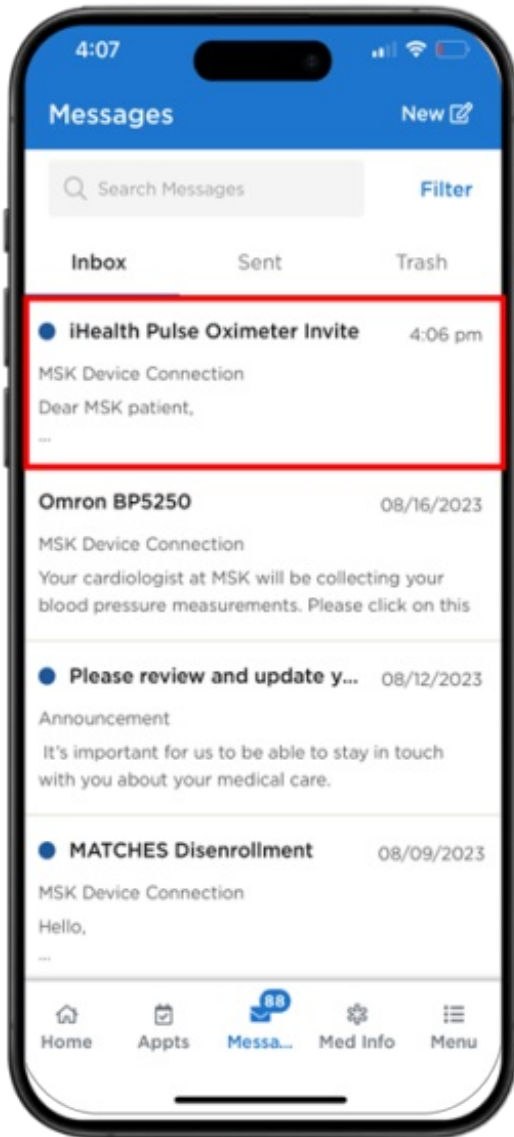 4:07
Messages
New
Search Messages
Filter
Inbox
Sent
Trash
iHealth Pulse Oximeter Invite
4:06 pm
MSK Device Connection
Dear MSK patient,
...
Omron BP5250
08/16/2023
MSK Device Connection
Your cardiologist at MSK will be collecting your
blood pressure measurements. Please click on this
Please review and update y...
08/12/2023
Announcement
It's important for us to be able to stay in touch
with you about your medical care.
MATCHES Disenrollment
08/09/2023
MSK Device Connection
Hello,
...
88
Home
Appts
Messa...
Med Info
Menu